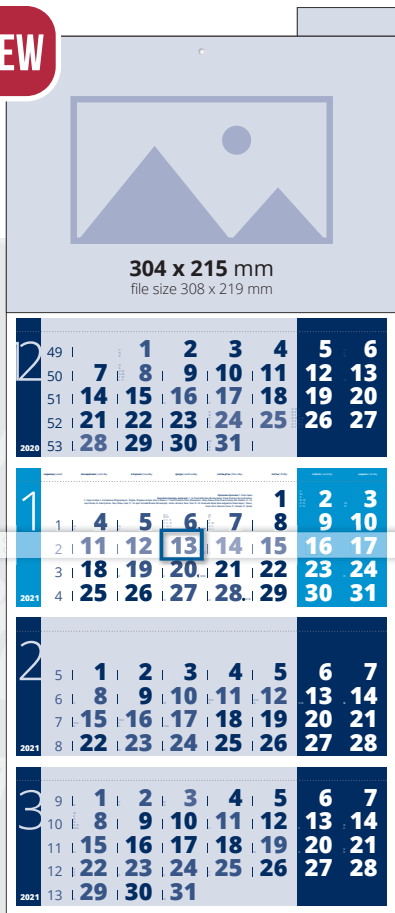 EW
304 x 215 mm
file size 308 x 219 mm
12 49 1 2 3 4 5 6
50 7 8 9 10 11 12 13
51 14 15 16 17 18 19 20
52 21 22 23 24 25 26 27
2020 53 28 29 30 31
1 1 2 3
1 4 5 6 7 8 9 10
2 11 12 13 14 15 16 17
3 18 19 20 21 22 23 24
2021 4 25 26 27 28 29 30 31
2 5 1 2 3 4 5 6 7
6 8 9 10 11 12 13 14
7 15 16 17 18 19 20 21
2021 8 22 23 24 25 26 27 28
3 9 1 2 3 4 5 6 7
10 8 9 10 11 12 13 14
11 15 16 17 18 19 20 21
12 22 23 24 25 26 27 28
2021 13 29 30 31